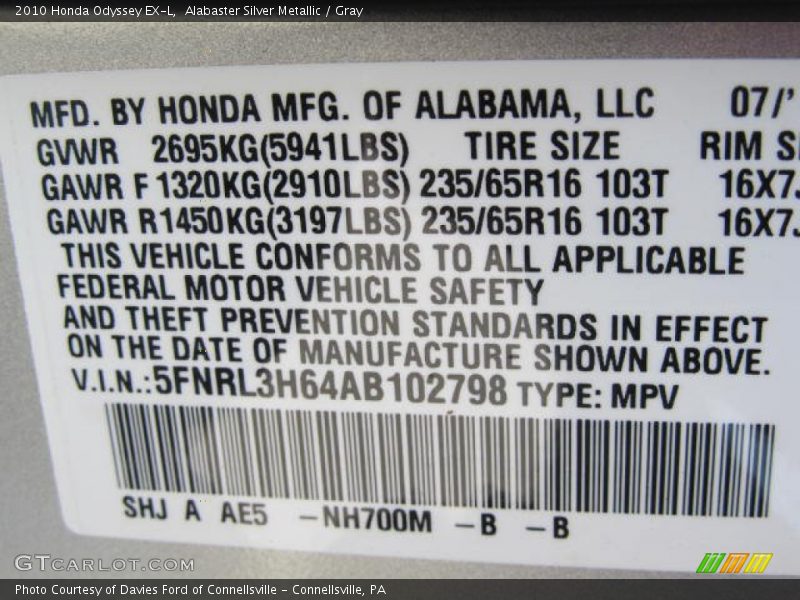 2010 Honda Odyssey EX-L, Alabaster Silver Metallic / Gray
MFD. BY HONDA MFG. OF ALABAMA, LLC 07/'
GVWR 2695KG(5941LBS) TIRE SIZE RIM
GAWR F 1320KG(2910LBS) 235/65R16 103T 16X7
GAWR R1450KG(3197LBS) 235/65R16 103T 16X7
THIS VEHICLE CONFORMS TO ALL APPLICABLE
FEDERAL MOTOR VEHICLE SAFETY
AND THEFT PREVENTION STANDARDS IN EFFECT
ON THE DATE OF MANUFACTURE SHOWN ABOVE.
V.I.N.:5FNRL3H64AB102798 TYPE: MPV
SHJ A AE5 -NH700M -B -B
GTCARLOT.COM
Photo Courtesy of Davies Ford of Connellsville - Connellsville, PA